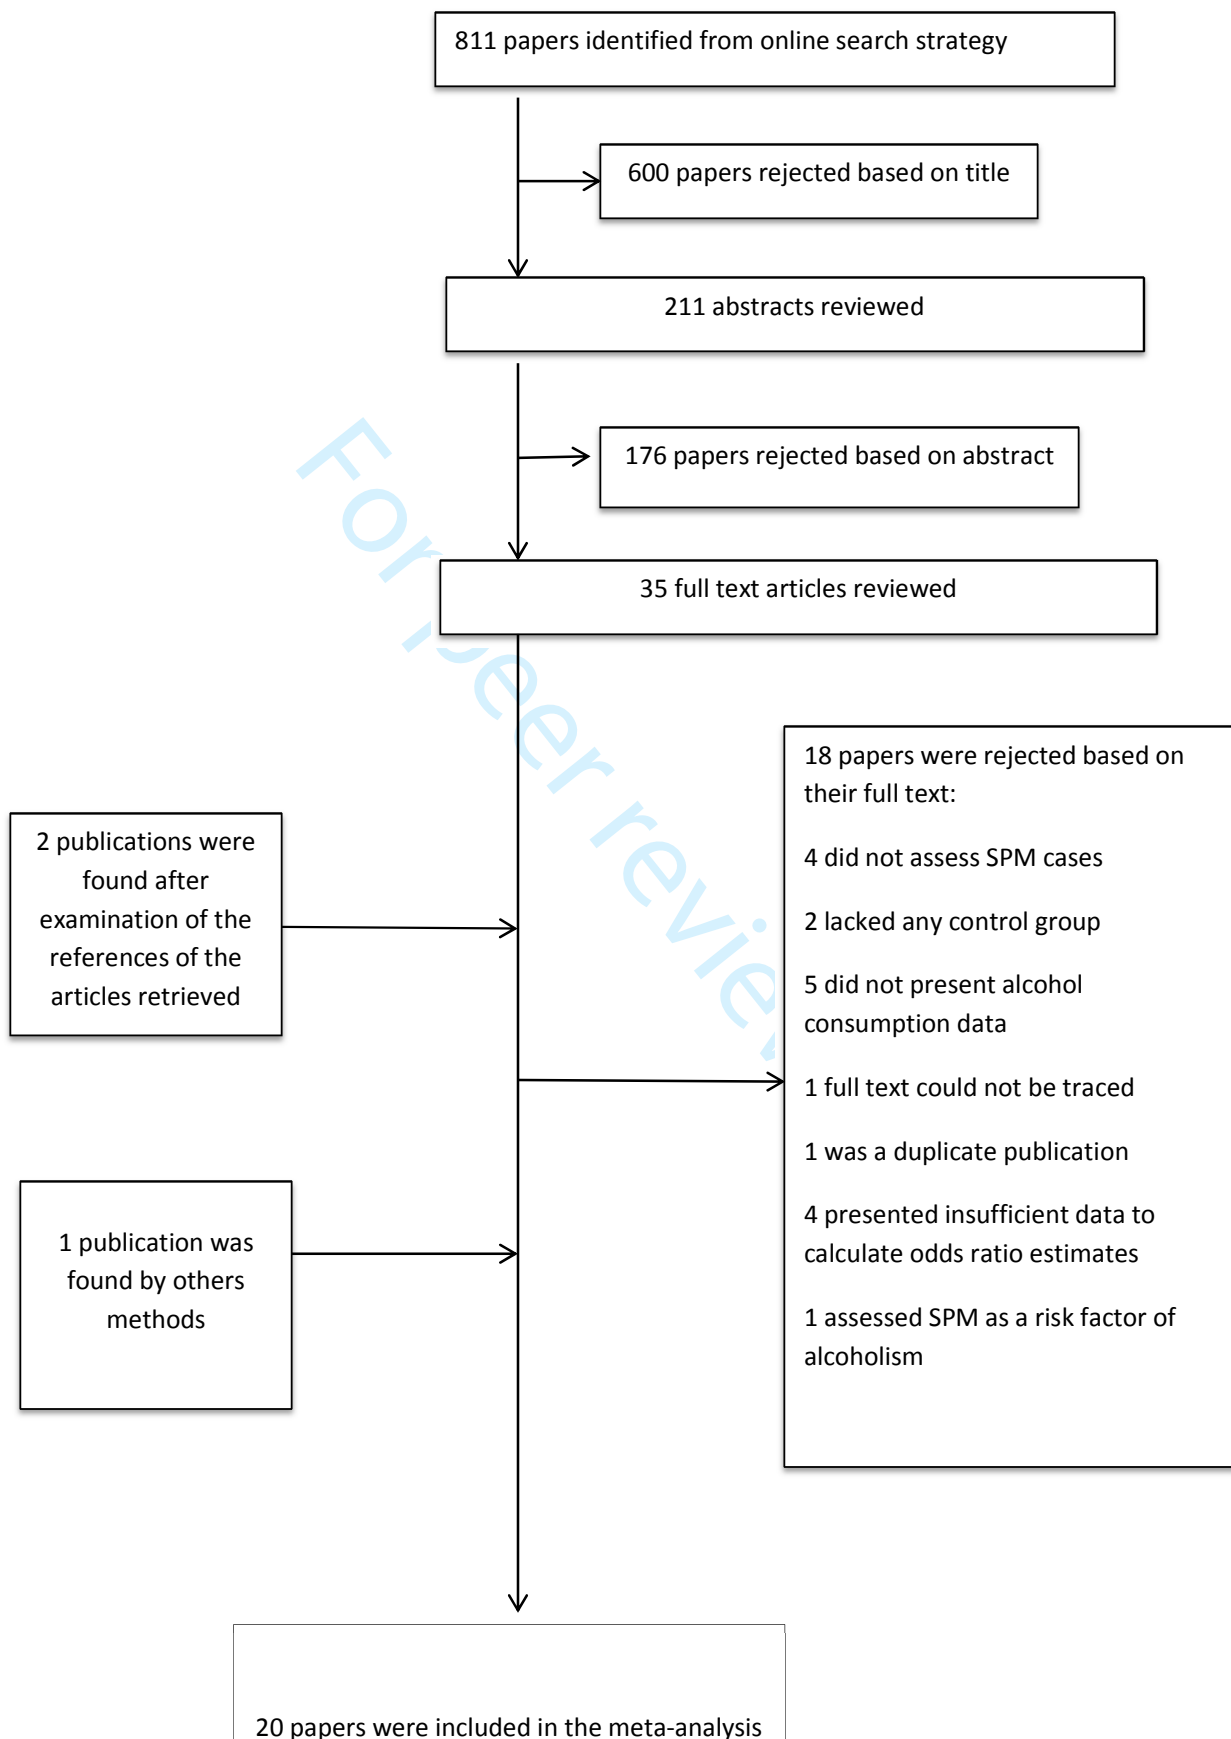 811 papers identified from online search strategy
600 papers rejected based on title
211 abstracts reviewed
176 papers rejected based on abstract
35 full text articles reviewed
18 papers were rejected based on
their full text:
4 did not assess SPM cases
2 lacked any control group
5 did not present alcohol
consumption data
1 full text could not be traced
1 was a duplicate publication
4 presented insufficient data to
calculate odds ratio estimates
1 assessed SPM as a risk factor of
alcoholism
2 publications were
found after
examination of the
references of the
articles retrieved
1 publication was
found by others
methods
20 papers were included in the meta-analysis
For peer review